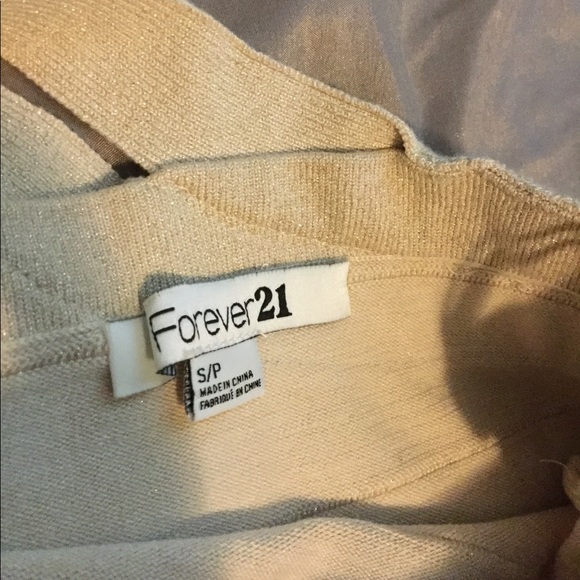 Forever21
S/P
MADE IN CHINA
FABRIQUÉ EN CHINE